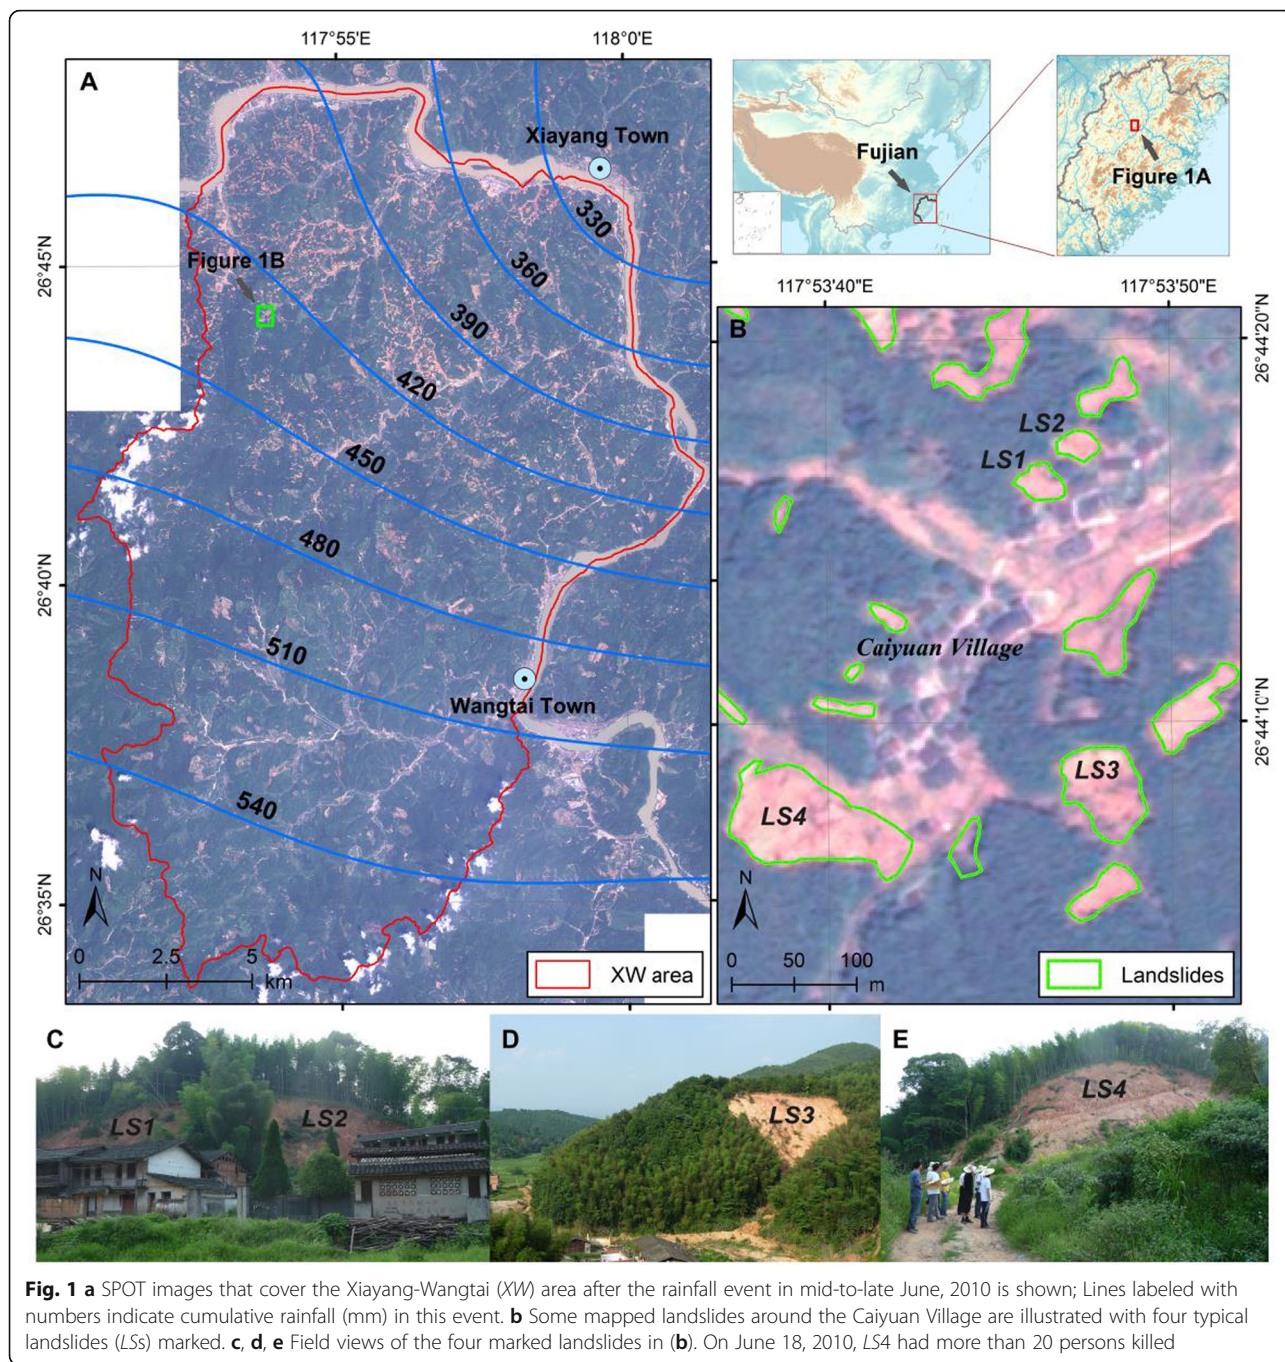 117°55'E
118°0'E
A
Xiayang Town
330
360
390
420
450
480
510
540
Figure 1B
Wangtai Town
26°45'N
26°40'N
26°35'N
N
0 2.5 5
km
XW area
Fujian
Figure 1A
117°53'40"E
117°53'50"E
B
26°44'20"N
26°44'10"N
LS2
LS1
Caiyuan Village
LS3
LS4
N
0 50 100
m
Landslides
C
LS1
LS2
D
LS3
E
LS4
Fig. 1 a SPOT images that cover the Xiayang-Wangtai (XW) area after the rainfall event in mid-to-late June, 2010 is shown; Lines labeled with
numbers indicate cumulative rainfall (mm) in this event. b Some mapped landslides around the Caiyuan Village are illustrated with four typical
landslides (LSs) marked. c, d, e Field views of the four marked landslides in (b). On June 18, 2010, LS4 had more than 20 persons killed